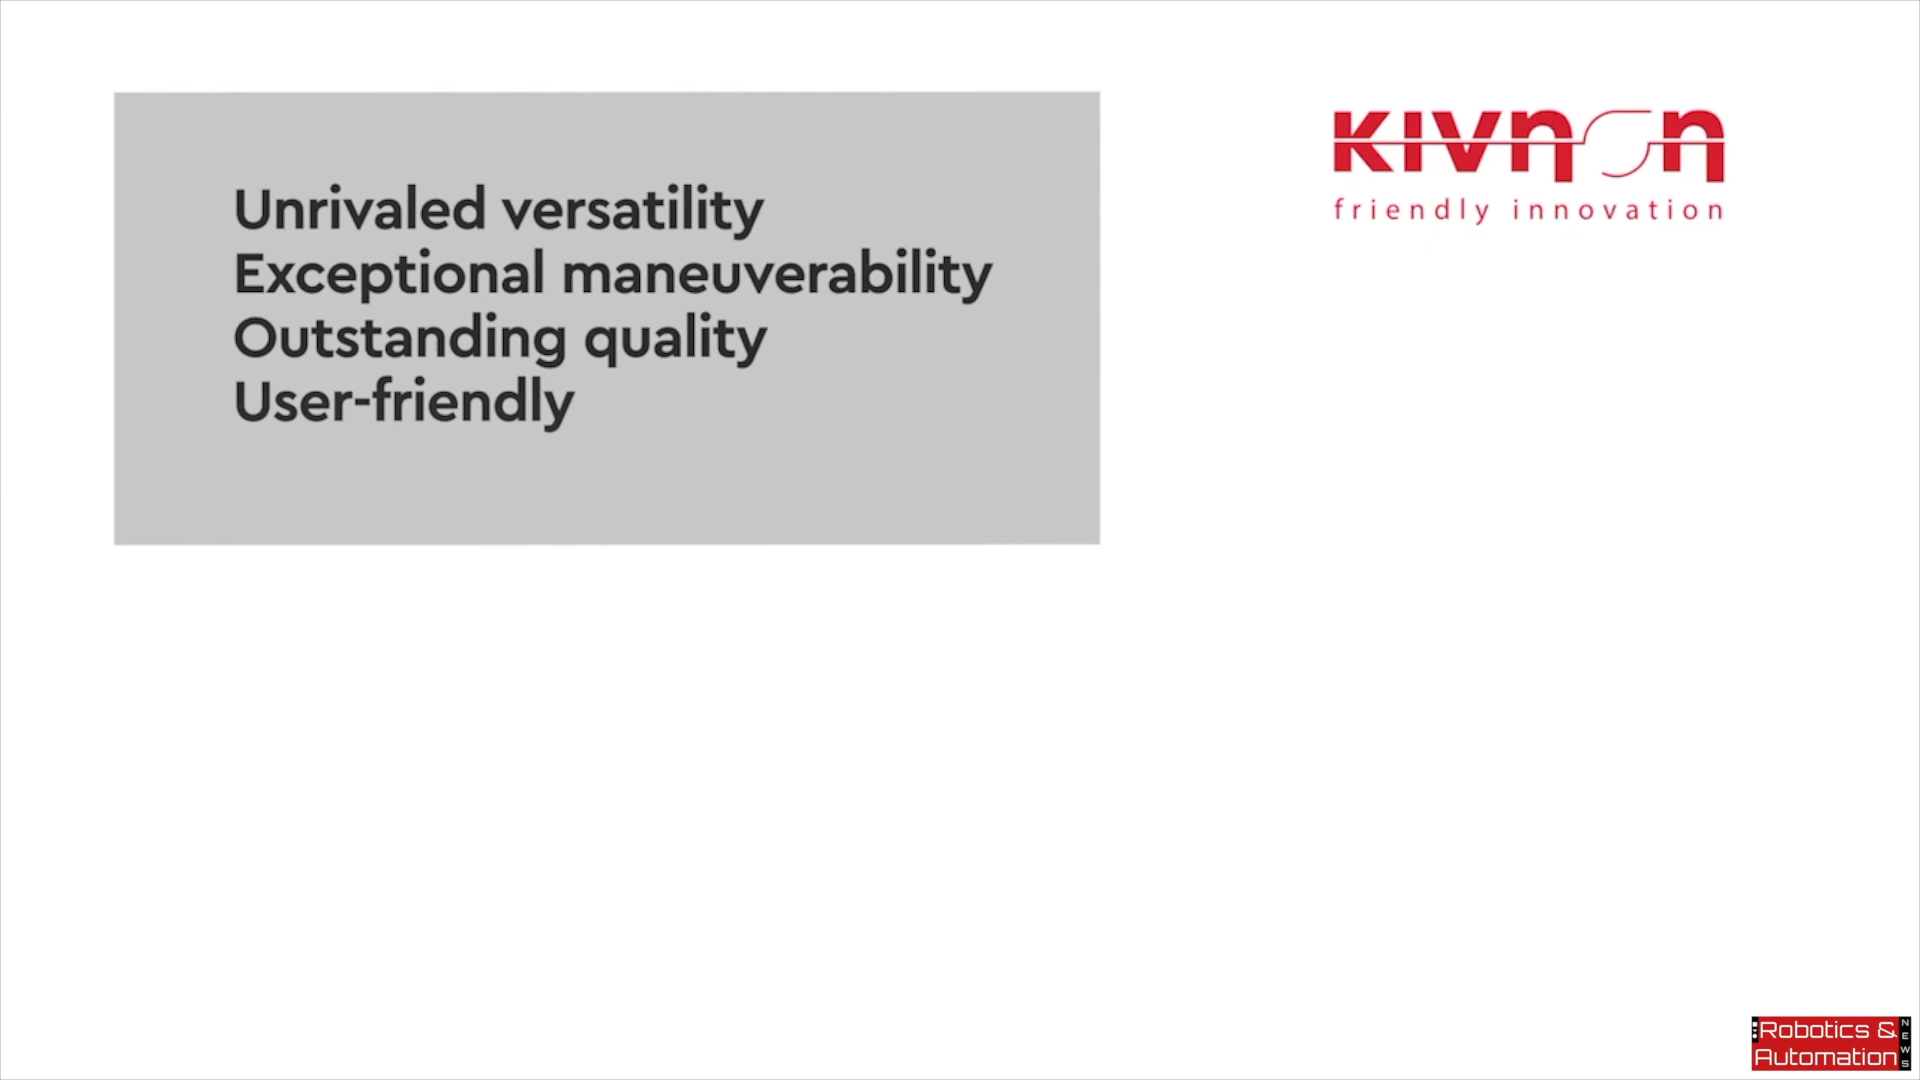 Unrivaled versatility
Exceptional maneuverability
Outstanding quality
User-friendly
kivnon
friendly innovation
Robotics &
Automation
NEWS